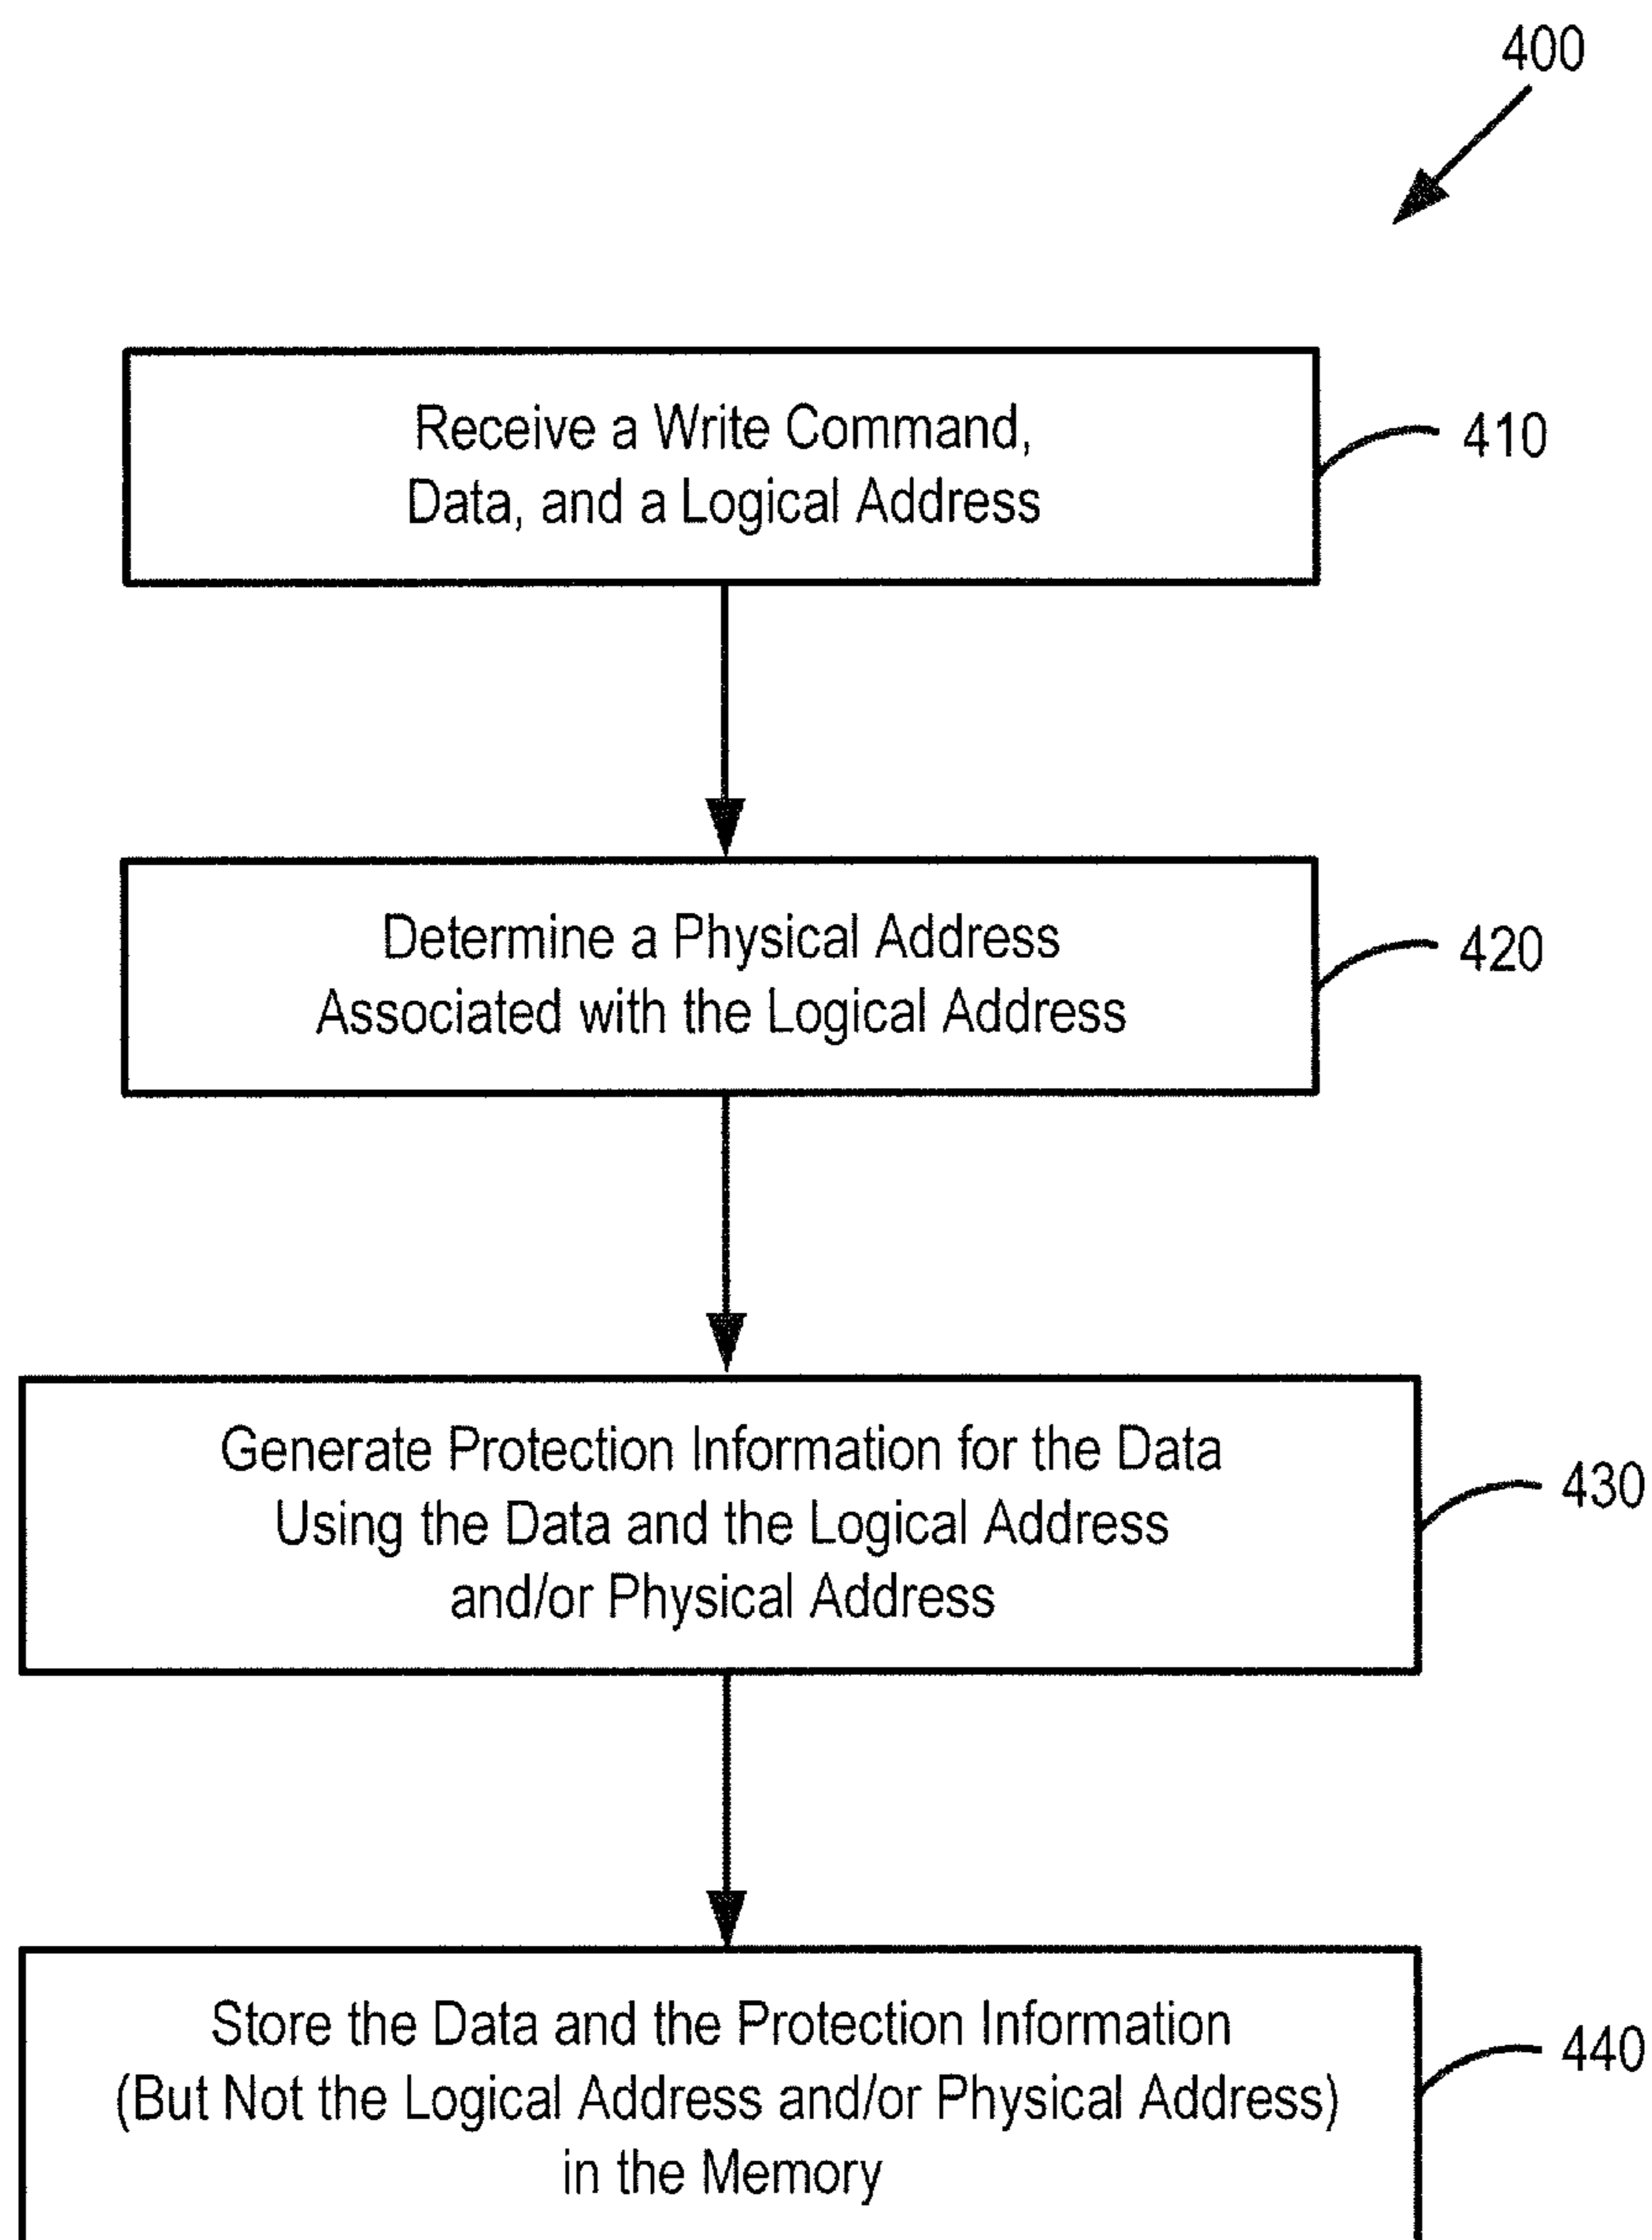 400
Receive a Write Command,
Data, and a Logical Address
410
Determine a Physical Address
Associated with the Logical Address
420
Generate Protection Information for the Data
Using the Data and the Logical Address
and/or Physical Address
430
Store the Data and the Protection Information
(But Not the Logical Address and/or Physical Address)
in the Memory
440